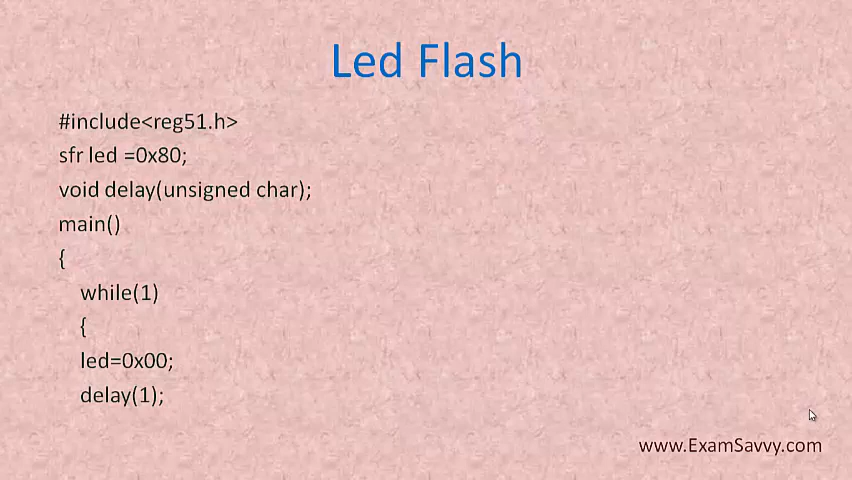 Led Flash
#include<reg51.h>
sfr led =0x80;
void delay(unsigned char);
main()
{
while(1)
{
led=0x00;
delay(1);
www.ExamSavvy.com